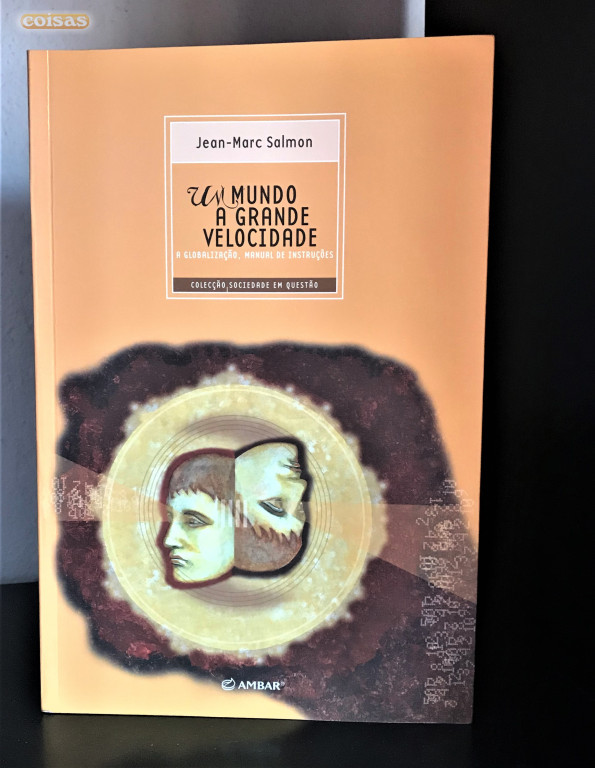 coisas
Jean-Marc Salmon
UM MUNDO
A GRANDE
VELOCIDADE
A GLOBALIZAÇÃO, MANUAL DE INSTRUÇÕES
COLECÇÃO SOCIEDADE EM QUESTÃO
AMBAR